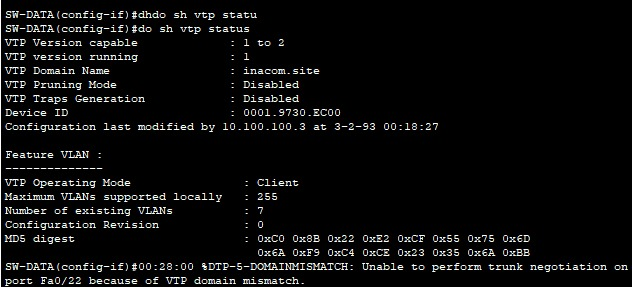 SW-DATA(config-if)#dhdo sh vtp statu
SW-DATA(config-if)#do sh vtp status
VTP Version capable : 1 to 2
VTP version running : 1
VTP Domain Name : inacom.site
VTP Pruning Mode : Disabled
VTP Traps Generation : Disabled
Device ID : 0001.9730.EC00
Configuration last modified by 10.100.100.3 at 3-2-93 00:18:27
Feature VLAN :
--------------
VTP Operating Mode : Client
Maximum VLANs supported locally : 255
Number of existing VLANs : 7
Configuration Revision : 0
MD5 digest : 0xC0 0x8B 0x22 0xE2 0xCF 0x55 0x75 0x6D
0x6A 0xF9 0xC4 0xCE 0x23 0x35 0x6A 0xBB
SW-DATA(config-if)#00:28:00 %DTP-5-DOMAINMISMATCH: Unable to perform trunk negotiation on
port Fa0/22 because of VTP domain mismatch.